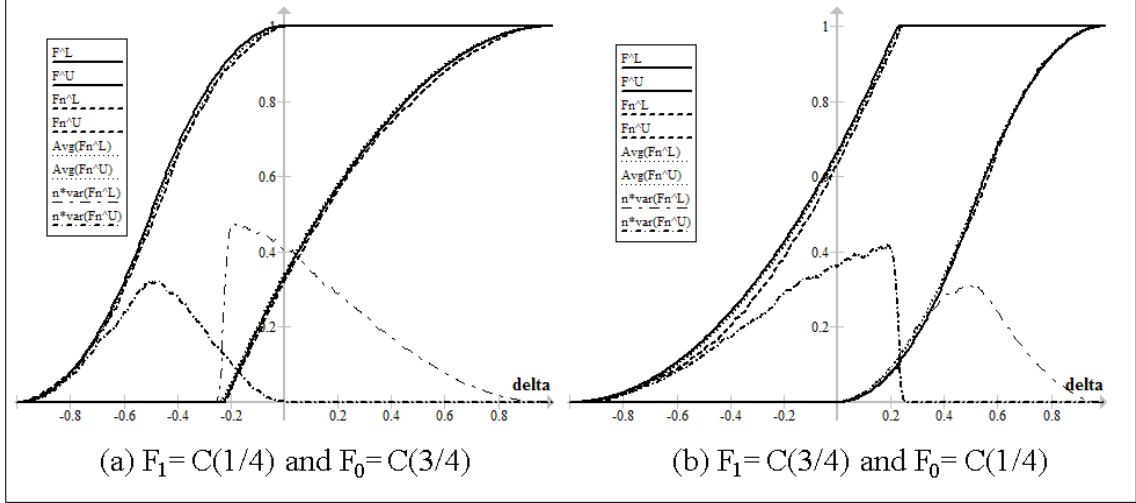 1
F^L
F^U
Fn^L
Fn^U
Avg(Fn^L)
Avg(Fn^U)
n*var(Fn^L)
n*var(Fn^U)
0.8
0.6
0.4
0.2
delta
-0.8 -0.6 -0.4 -0.2 0.2 0.4 0.6 0.8
(a) F₁= C(1/4) and F₀= C(3/4)
1
F^L
F^U
Fn^L
Fn^U
Avg(Fn^L)
Avg(Fn^U)
n*var(Fn^L)
n*var(Fn^U)
0.8
0.6
0.4
0.2
delta
-0.8 -0.6 -0.4 -0.2 0.2 0.4 0.6 0.8
(b) F₁= C(3/4) and F₀= C(1/4)